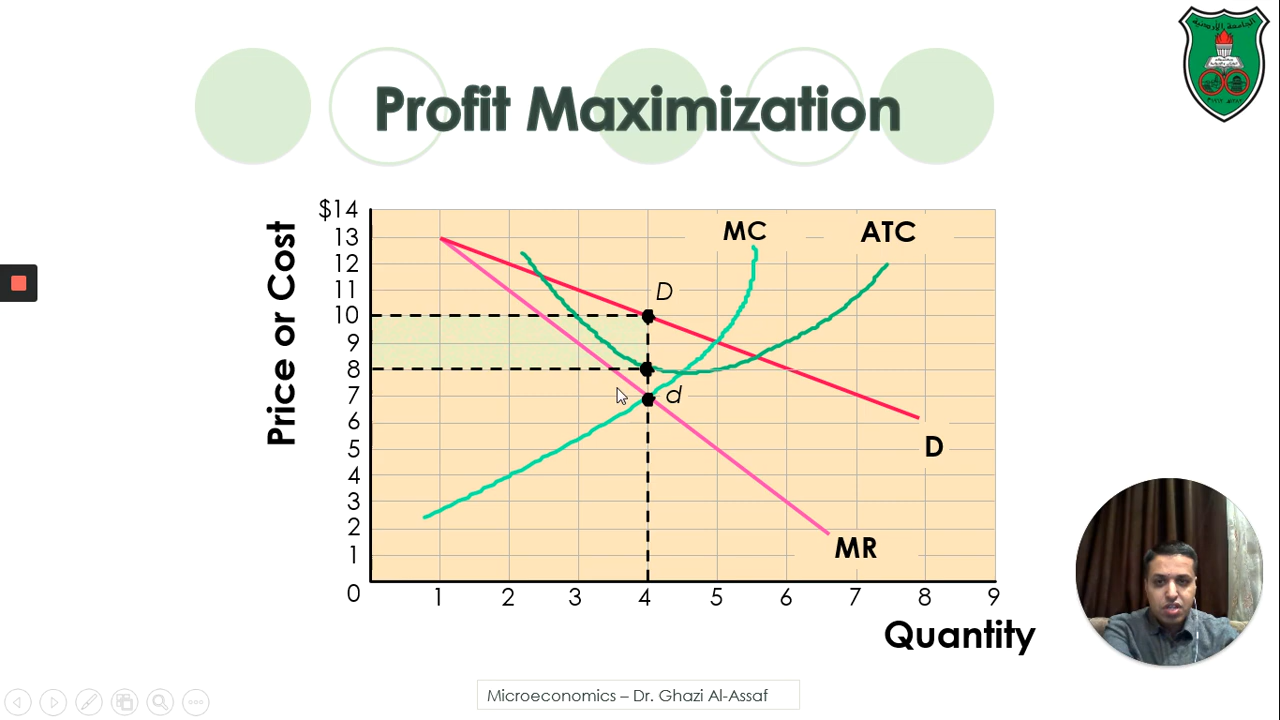 Profit Maximization
الجامعة الأردنية
Price or Cost
$14
13
12
11
10
9
8
7
6
5
4
3
2
1
0
MC
ATC
D
d
D
MR
1 2 3 4 5 6 7 8 9
Quantity
Microeconomics – Dr. Ghazi Al-Assaf